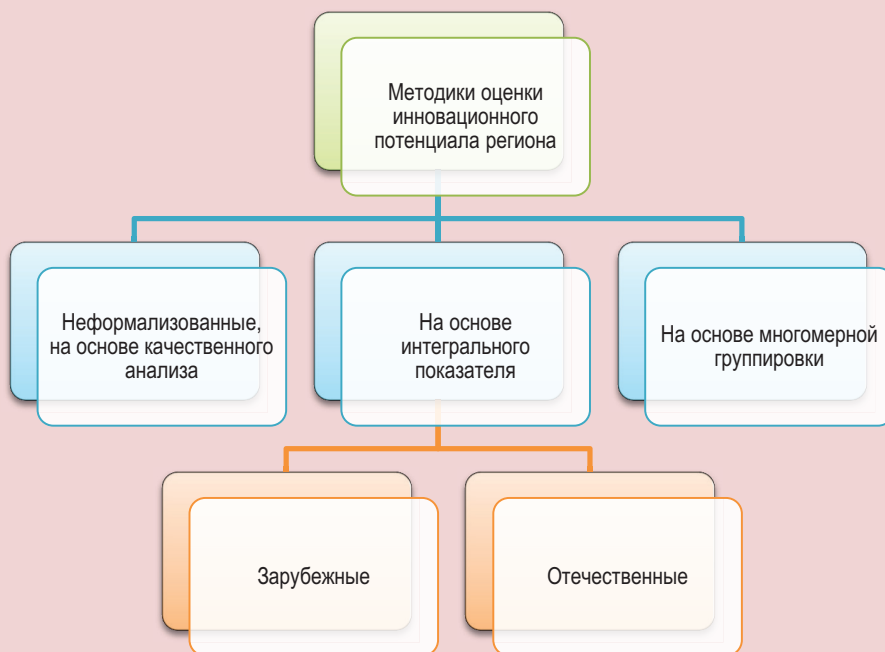 Методики оценки
инновационного
потенциала региона
Неформализованные,
на основе качественного
анализа
На основе
интегрального
показателя
На основе многомерной
группировки
Зарубежные
Отечественные